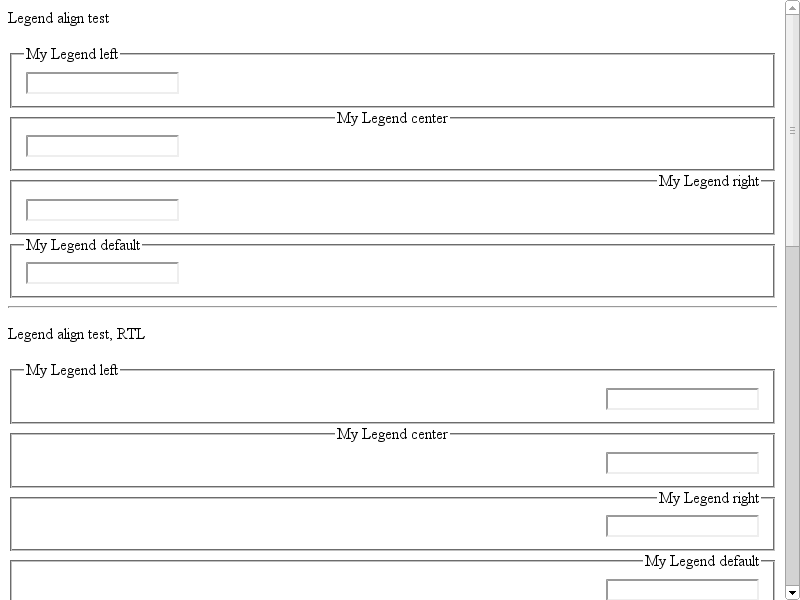 Legend align test
My Legend left
My Legend center
My Legend right
My Legend default
Legend align test, RTL
My Legend left
My Legend center
My Legend right
My Legend default